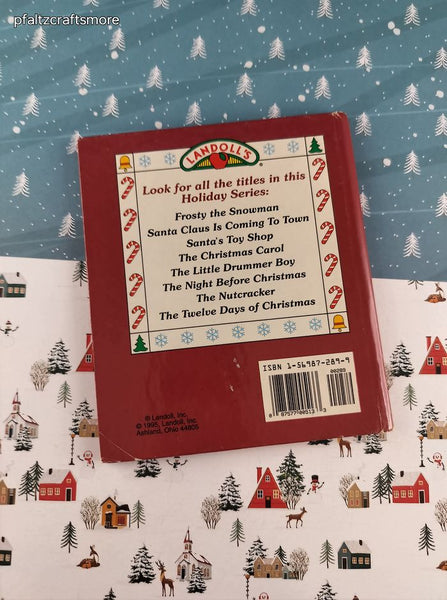 pfaltzcraftsmore
LANDOLL'S
Look for all the titles in this
Holiday Series:
Frosty the Snowman
Santa Claus Is Coming To Town
Santa's Toy Shop
The Christmas Carol
The Little Drummer Boy
The Night Before Christmas
The Nutcracker
The Twelve Days of Christmas
ISBN 1-56987-289-9
00289
® Landoll, Inc.
© 1995, Landoll, Inc.
Ashland, Ohio 44805